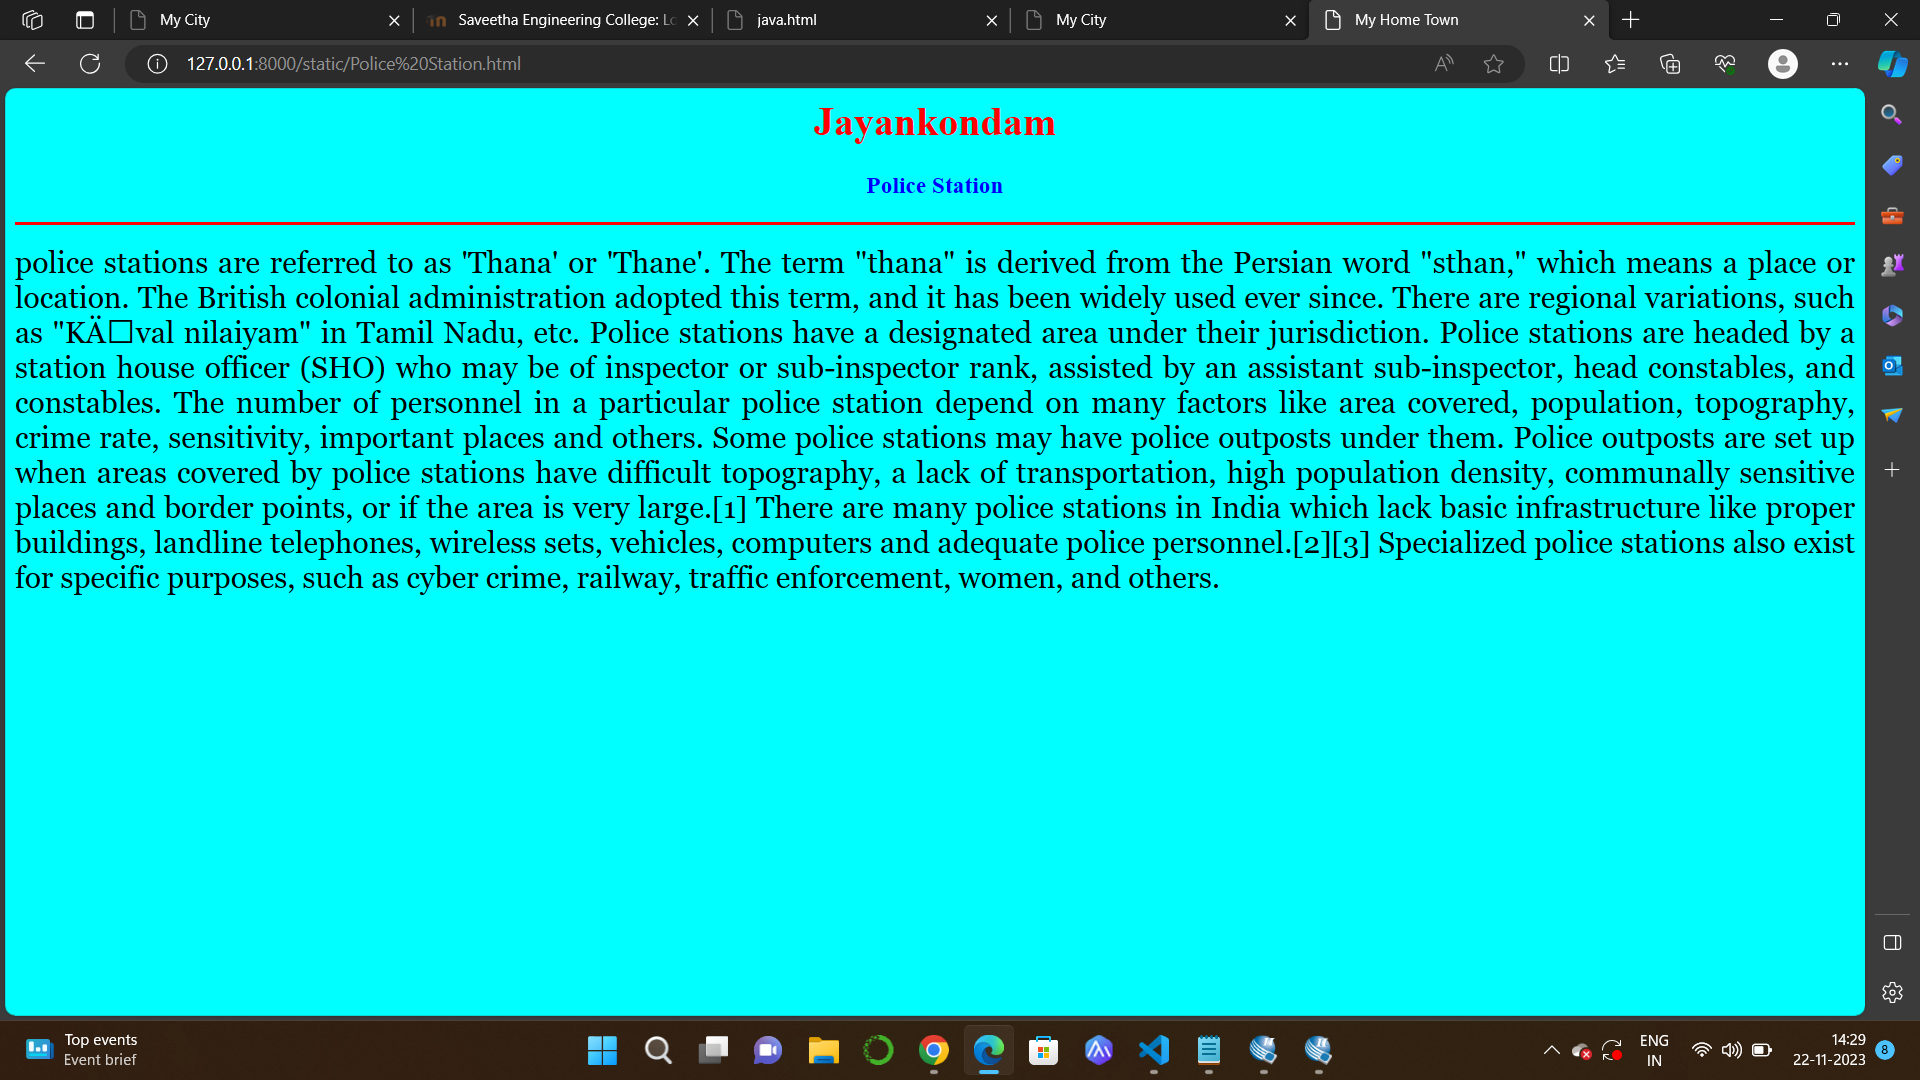 My City
Saveetha Engineering College: Lo
java.html
My City
My Home Town
127.0.0.1:8000/static/Police%20Station.html
Jayankondam
Police Station
police stations are referred to as 'Thana' or 'Thane'. The term "thana" is derived from the Persian word "sthan," which means a place or
location. The British colonial administration adopted this term, and it has been widely used ever since. There are regional variations, such
as "KÄ□val nilaiyam" in Tamil Nadu, etc. Police stations have a designated area under their jurisdiction. Police stations are headed by a
station house officer (SHO) who may be of inspector or sub-inspector rank, assisted by an assistant sub-inspector, head constables, and
constables. The number of personnel in a particular police station depend on many factors like area covered, population, topography,
crime rate, sensitivity, important places and others. Some police stations may have police outposts under them. Police outposts are set up
when areas covered by police stations have difficult topography, a lack of transportation, high population density, communally sensitive
places and border points, or if the area is very large.[1] There are many police stations in India which lack basic infrastructure like proper
buildings, landline telephones, wireless sets, vehicles, computers and adequate police personnel.[2][3] Specialized police stations also exist
for specific purposes, such as cyber crime, railway, traffic enforcement, women, and others.
Top events
Event brief
ENG
IN
14:29
22-11-2023
8